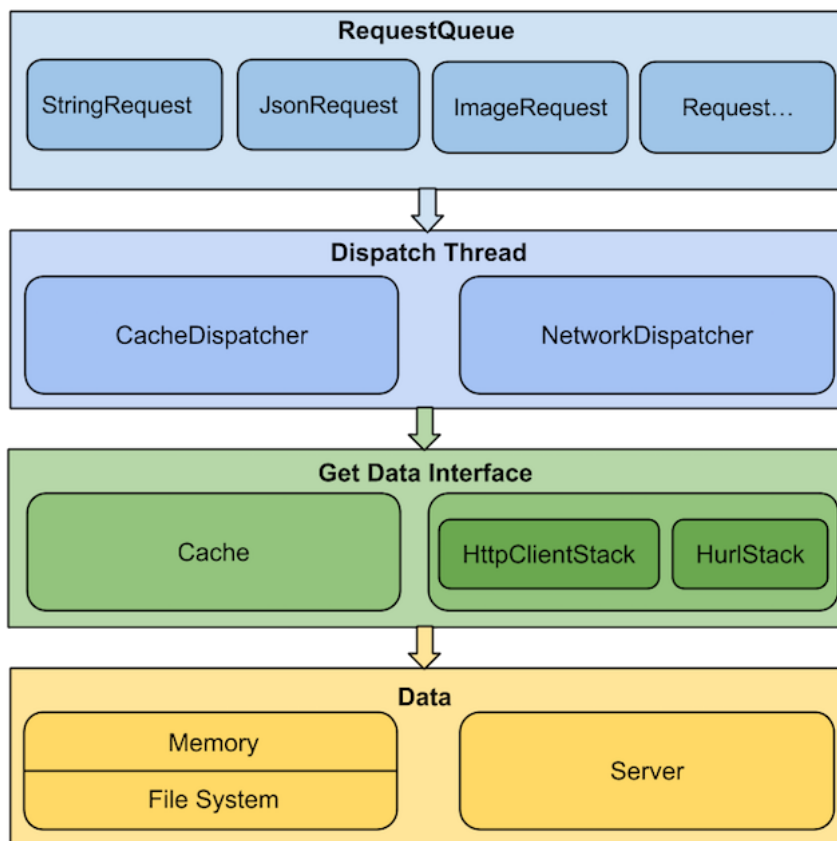 RequestQueue
StringRequest
JsonRequest
ImageRequest
Request...
Dispatch Thread
CacheDispatcher
NetworkDispatcher
Get Data Interface
Cache
HttpClientStack
HurlStack
Data
Memory
File System
Server